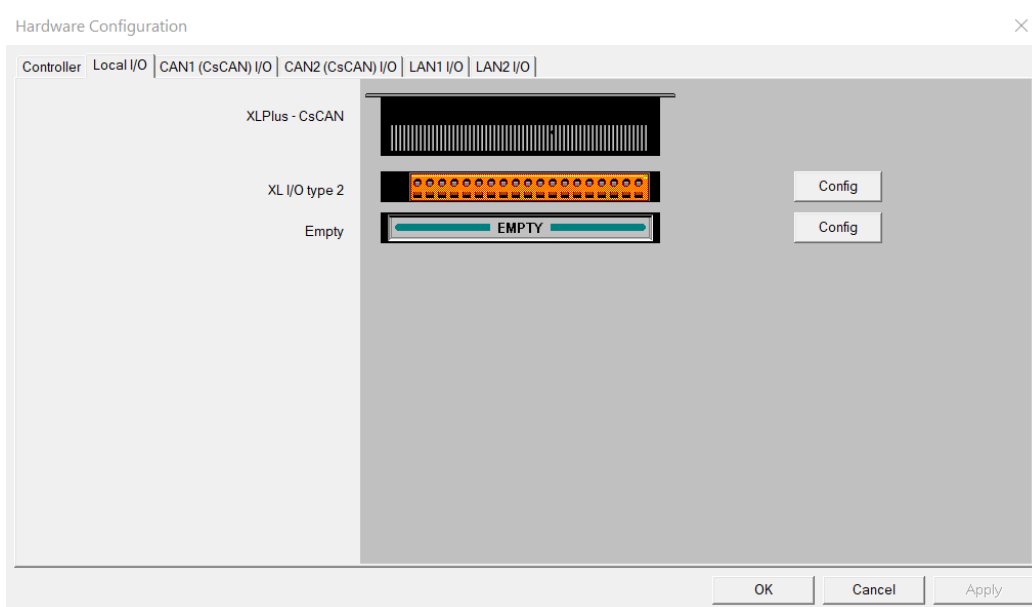 Hardware Configuration
Controller Local I/O CAN1 (CsCAN) I/O CAN2 (CsCAN) I/O LAN1 I/O LAN2 I/O
XLPlus - CsCAN
XL I/O type 2 Config
Empty EMPTY Config
OK Cancel Apply